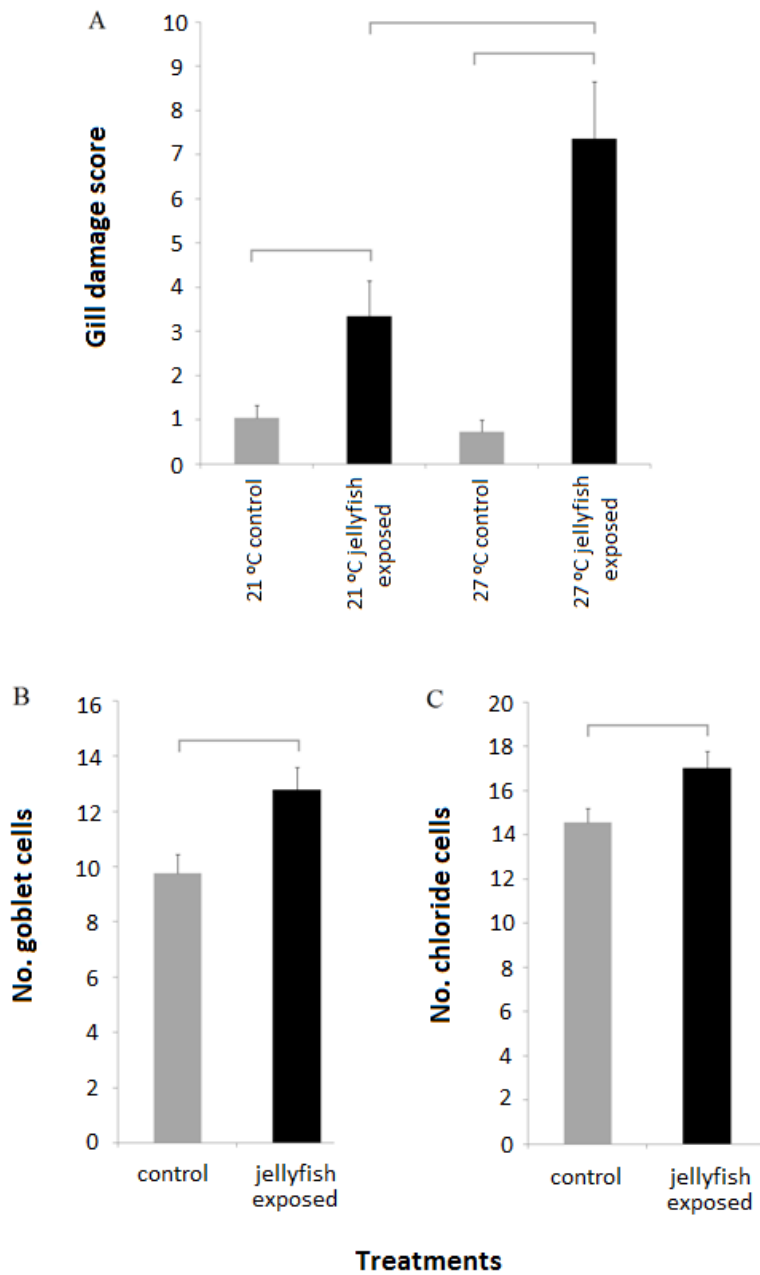 A
Gill damage score
10
9
8
7
6
5
4
3
2
1
0
21 ºC control
21 ºC jellyfish
exposed
27 ºC control
27 ºC jellyfish
exposed
B
No. goblet cells
16
14
12
10
8
6
4
2
0
control
jellyfish
exposed
C
No. chloride cells
20
18
16
14
12
10
8
6
4
2
0
control
jellyfish
exposed
Treatments